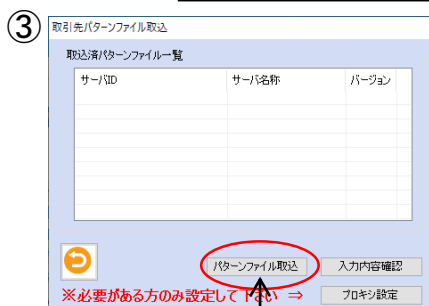 ③
取引先パターンファイル取込
取込済パターンファイル一覧
サーバID サーバ名称 バージョン
パターンファイル取込 入力内容確認
※必要がある方のみ設定して下さい ⇒ プロキシ設定